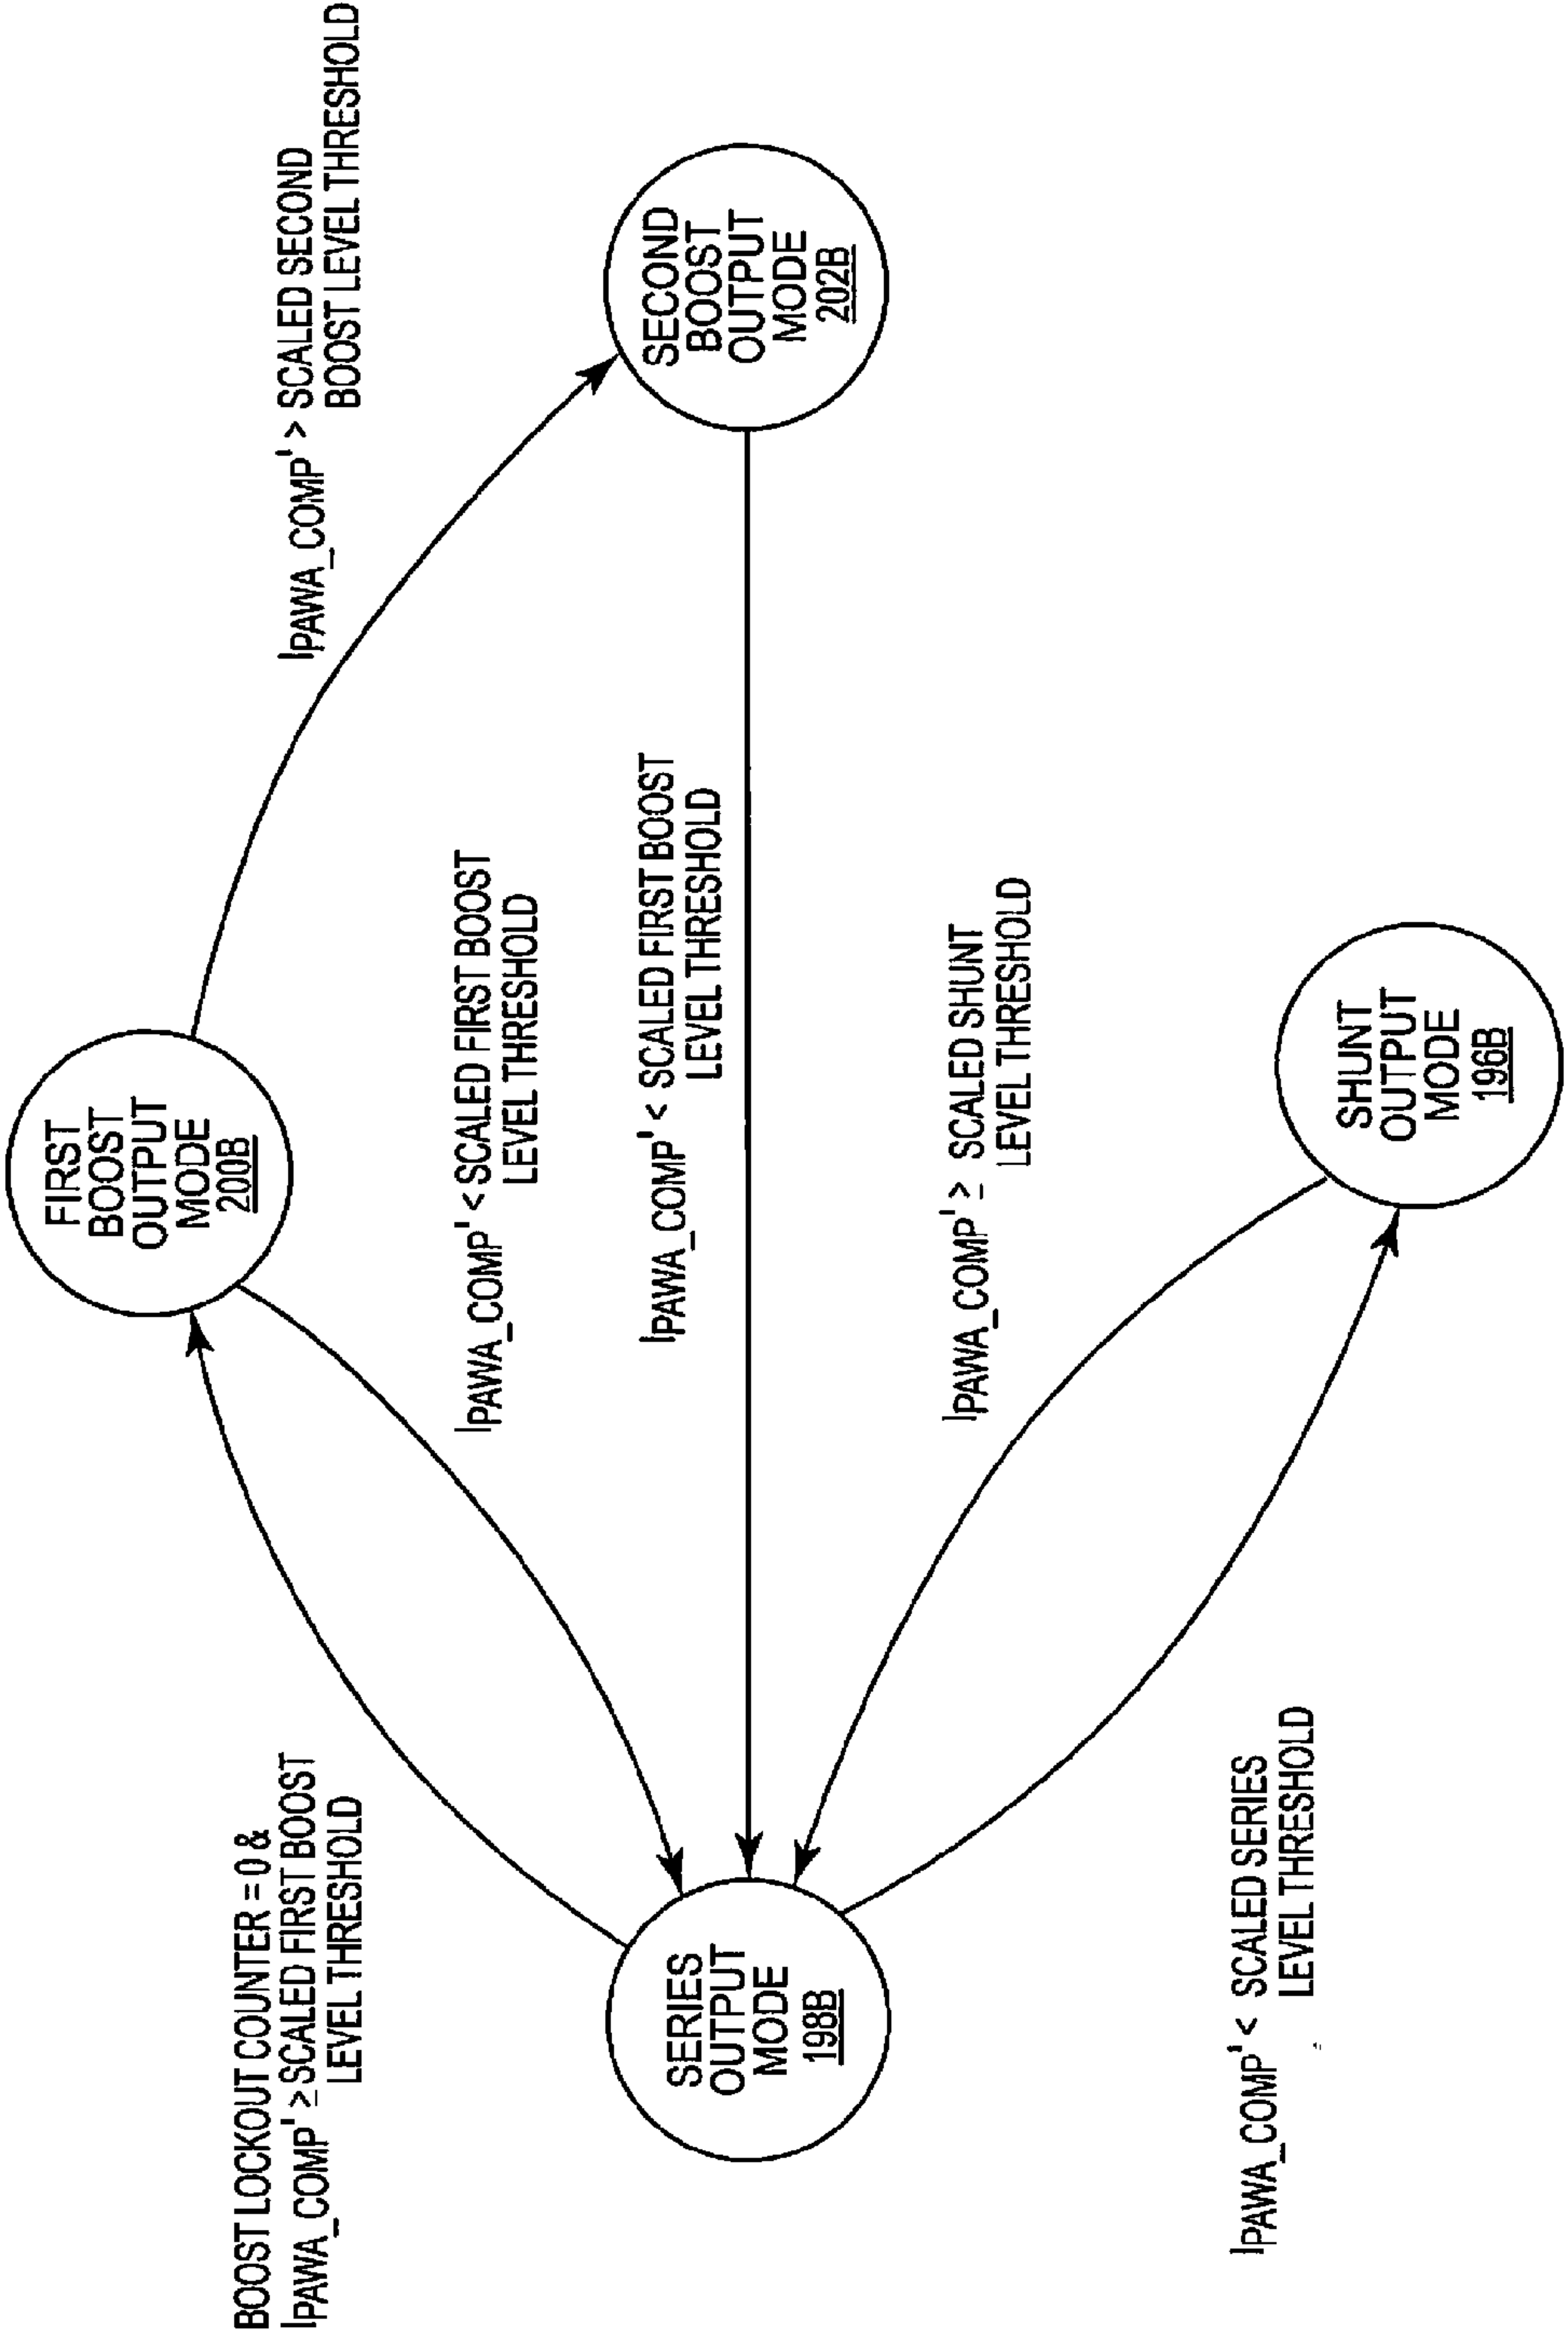 BOOST LOCKOUT COUNTER = 0 &
IPAWA_COMP' ≥ SCALED FIRST BOOST
LEVEL THRESHOLD
FIRST
BOOST
OUTPUT
MODE
200B
IPAWA_COMP' > SCALED SECOND
BOOST LEVEL THRESHOLD
IPAWA_COMP' < SCALED FIRST BOOST
LEVEL THRESHOLD
IPAWA_COMP' < SCALED FIRST BOOST
LEVEL THRESHOLD
SERIES
OUTPUT
MODE
198B
SECOND
BOOST
OUTPUT
MODE
202B
IPAWA_COMP' ≥ SCALED SHUNT
LEVEL THRESHOLD
IPAWA_COMP' < SCALED SERIES
LEVEL THRESHOLD
SHUNT
OUTPUT
MODE
196B